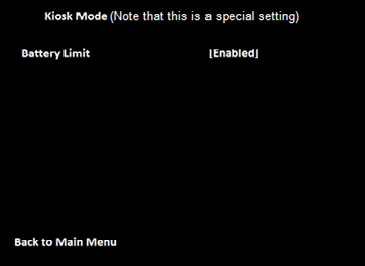 Kiosk Mode (Note that this is a special setting)
Battery Limit [Enabled]
Back to Main Menu